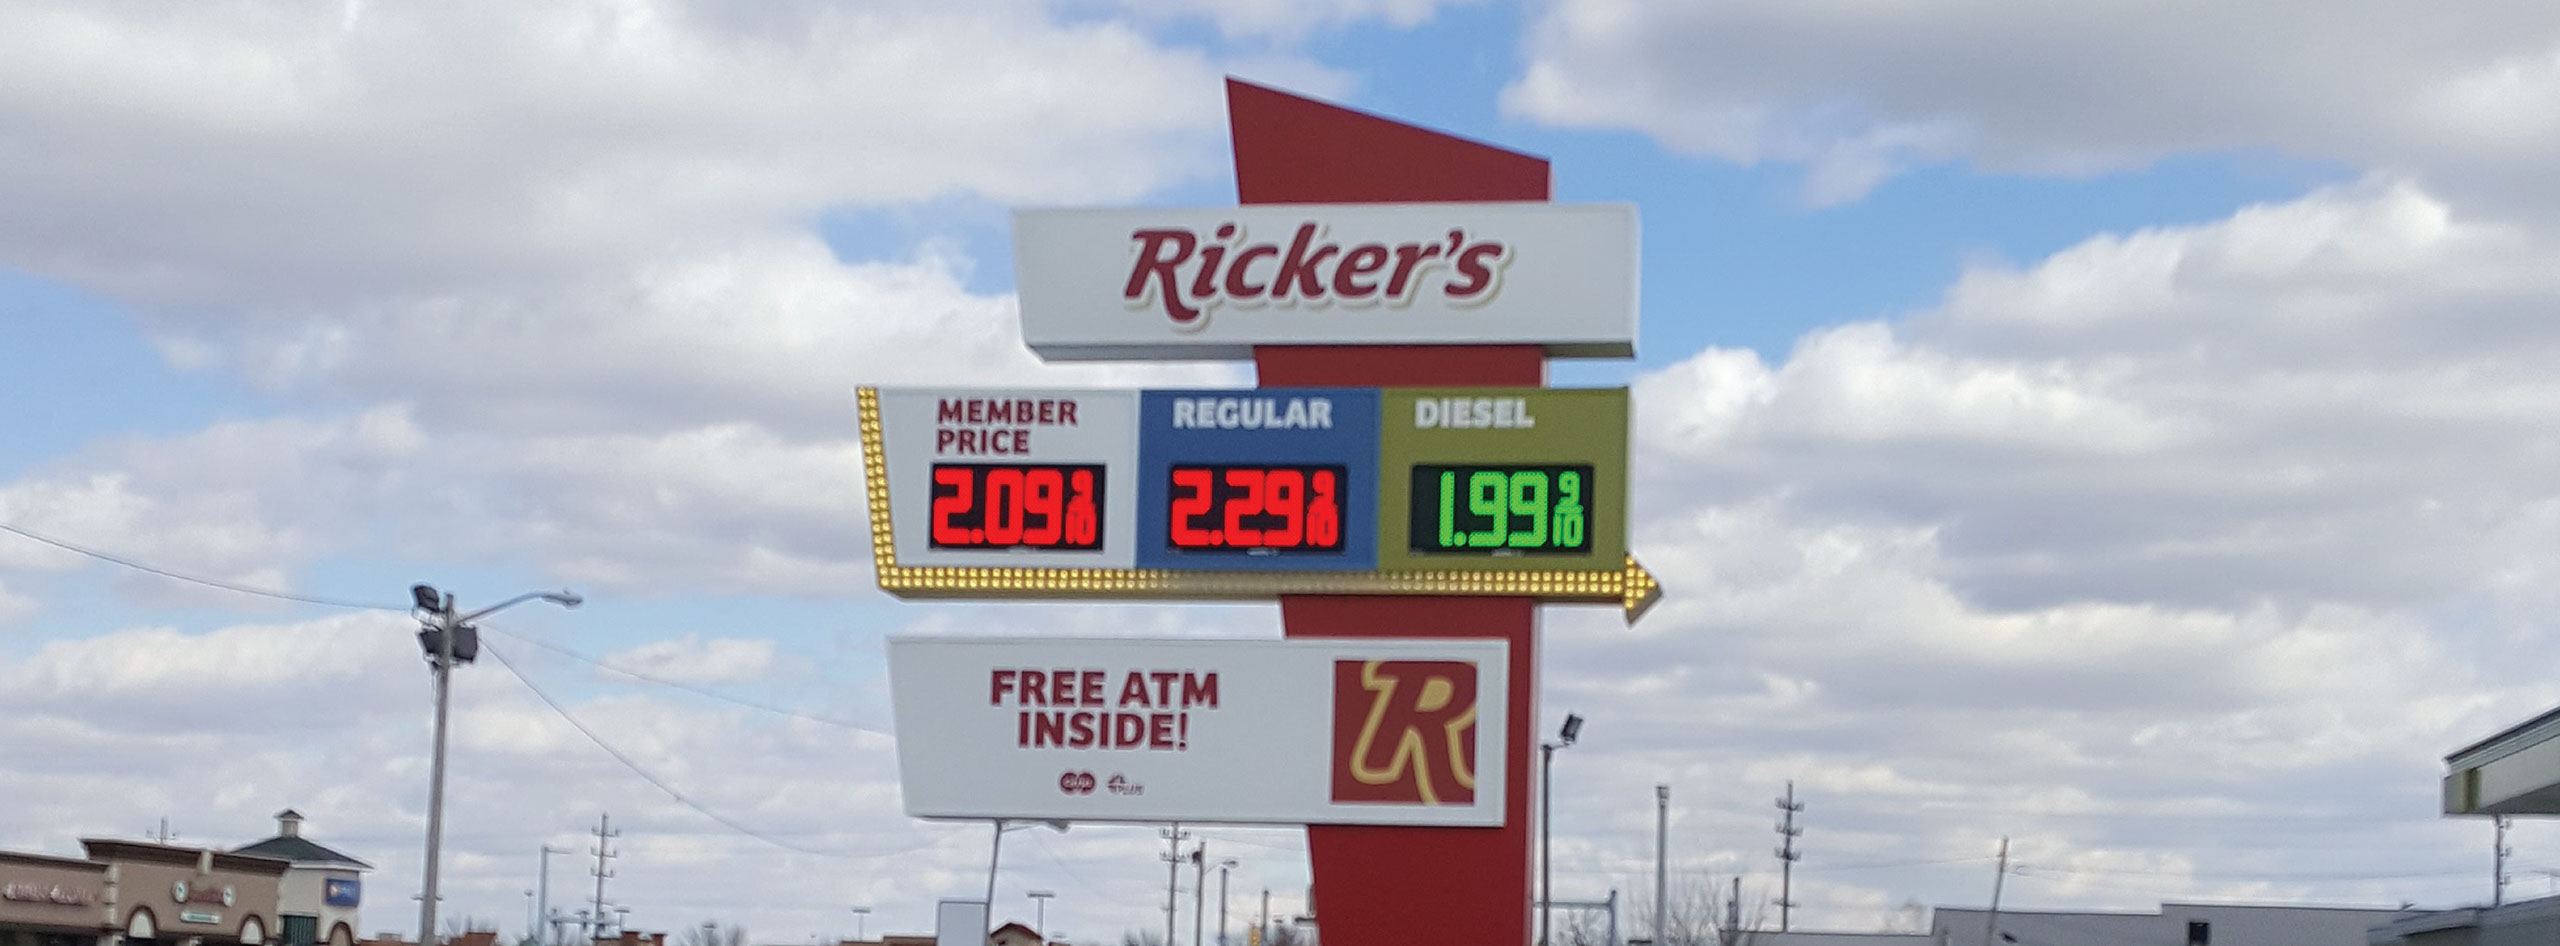 Ricker's
MEMBER
PRICE
REGULAR
DIESEL
2.09 9/10
2.29 9/10
1.99 9/10
FREE ATM
INSIDE!
R